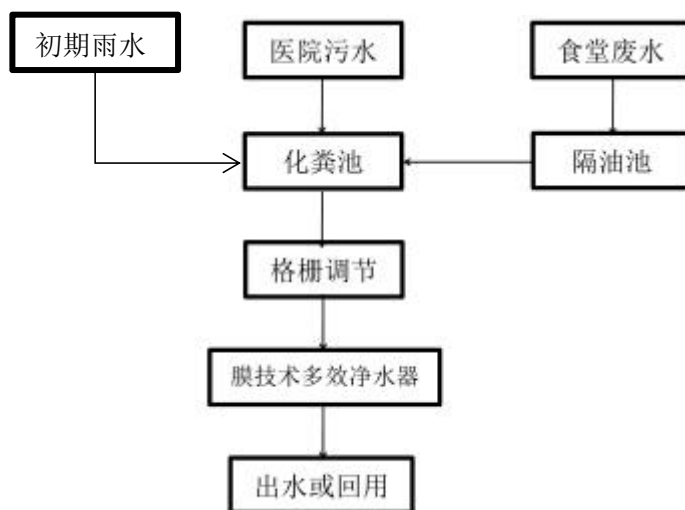 初期雨水
医院污水
食堂废水
化粪池
隔油池
格栅调节
膜技术多效净水器
出水或回用